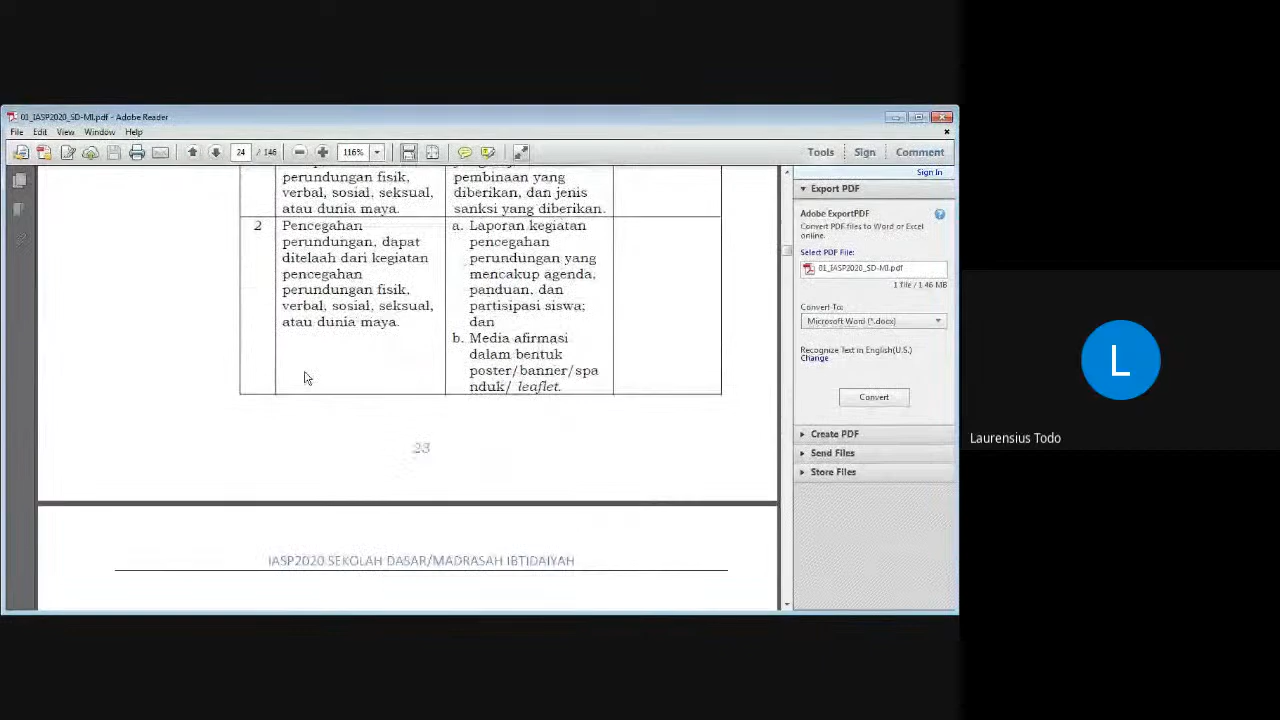 01_IASP2020_SD-MI.pdf - Adobe Reader
File Edit View Window Help
24 / 146 116% Tools Sign Comment
Sign In
perundungan fisik,
verbal, sosial, seksual,
atau dunia maya.
pembinaan yang
diberikan, dan jenis
sanksi yang diberikan.
2
Pencegahan
perundungan, dapat
ditelaah dari kegiatan
pencegahan
perundungan fisik,
verbal, sosial, seksual,
atau dunia maya.
a. Laporan kegiatan
pencegahan
perundungan yang
mencakup agenda,
panduan, dan
partisipasi siswa;
dan
b. Media afirmasi
dalam bentuk
poster/banner/spa
nduk/ leaflet.
23
IASP2020 SEKOLAH DASAR/MADRASAH IBTIDAIYAH
Export PDF
Adobe ExportPDF
Convert PDF files to Word or Excel
online.
Select PDF File:
01_IASP2020_SD-MI.pdf
1 file / 1.46 MB
Convert To:
Microsoft Word (*.docx)
Recognize Text in English(U.S.)
Change
Convert
Create PDF
Send Files
Store Files
L
Laurensius Todo